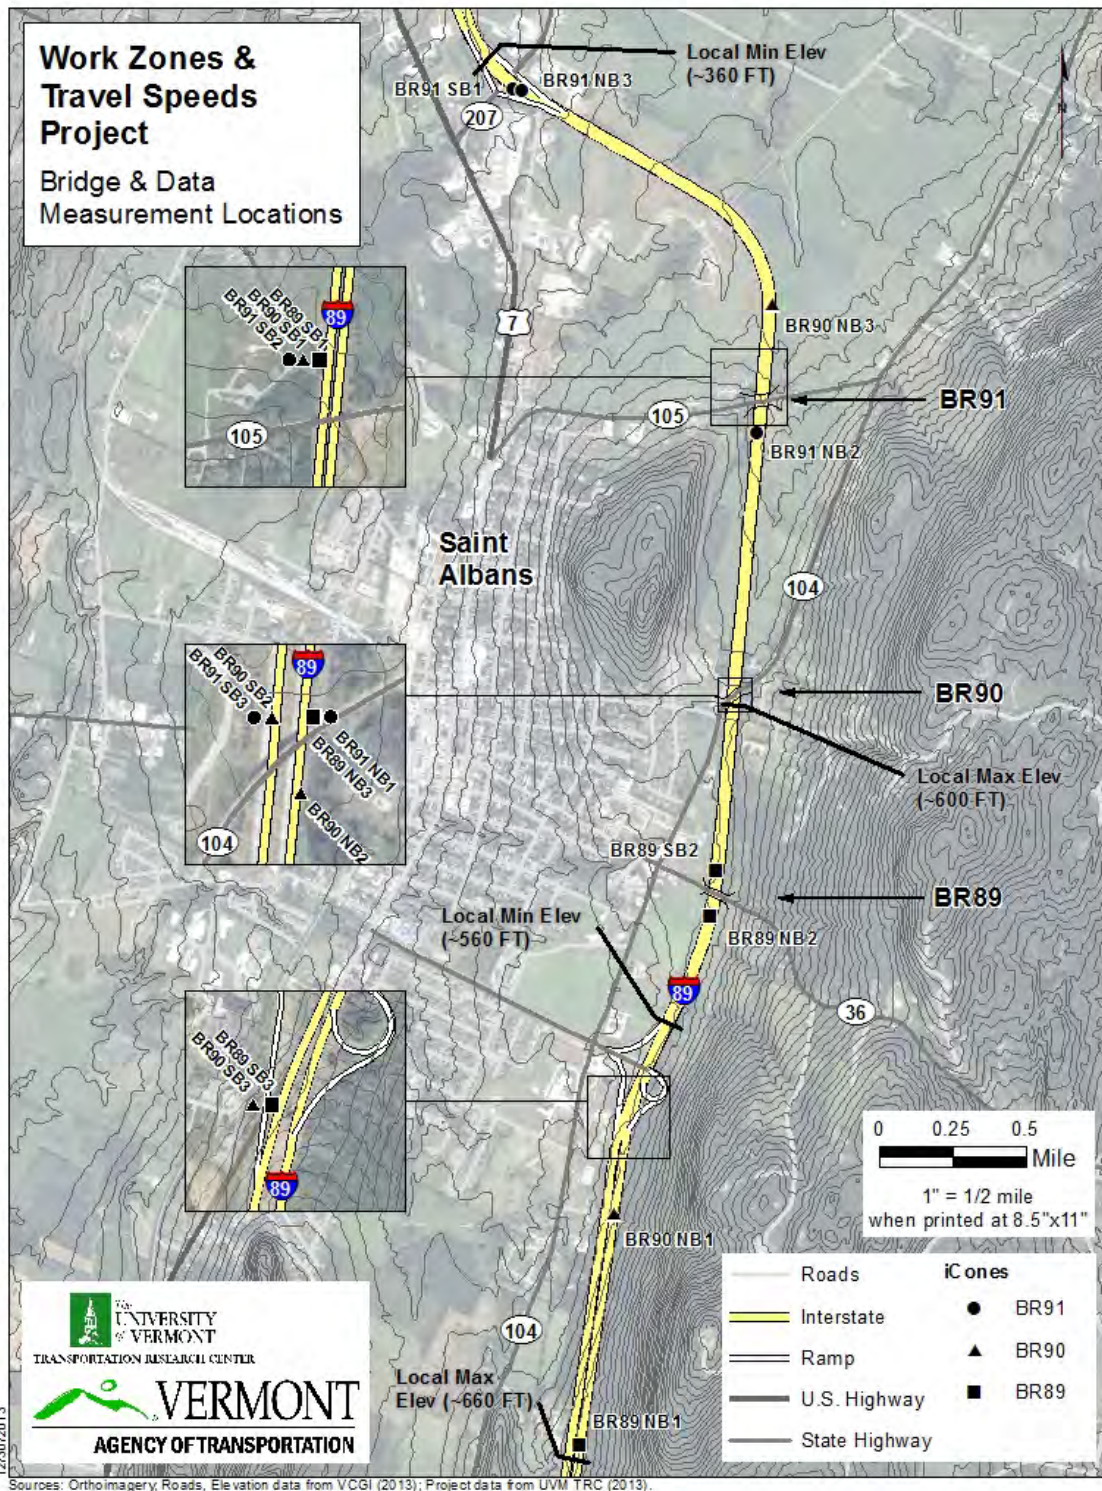 Work Zones &
Travel Speeds
Project
Bridge & Data
Measurement Locations
Local Min Elev
(~360 FT)
BR91 SB1
BR91 NB3
207
N
7
BR90 NB3
BR89 SB1
BR90 SB1
BR91 SB2
89
105
105
BR91
BR91 NB2
Saint
Albans
104
BR90 SB2
BR91 SB3
89
BR91 NB1
BR89 NB3
BR90 NB2
104
BR90
Local Max Elev
(~600 FT)
BR89 SB2
BR89
Local Min Elev
(~560 FT)
BR89 NB2
89
36
BR89 SB3
BR90 SB3
89
0 0.25 0.5
Mile
1" = 1/2 mile
when printed at 8.5"x11"
BR90 NB1
Roads
Interstate
Ramp
U.S. Highway
State Highway
iCones
BR91
BR90
BR89
104
Local Max
Elev (~660 FT)
BR89 NB1
The
UNIVERSITY
of VERMONT
TRANSPORTATION RESEARCH CENTER
VERMONT
AGENCY OF TRANSPORTATION
Sources: Orthoimagery, Roads, Elevation data from VCGI (2013); Project data from UVM TRC (2013).